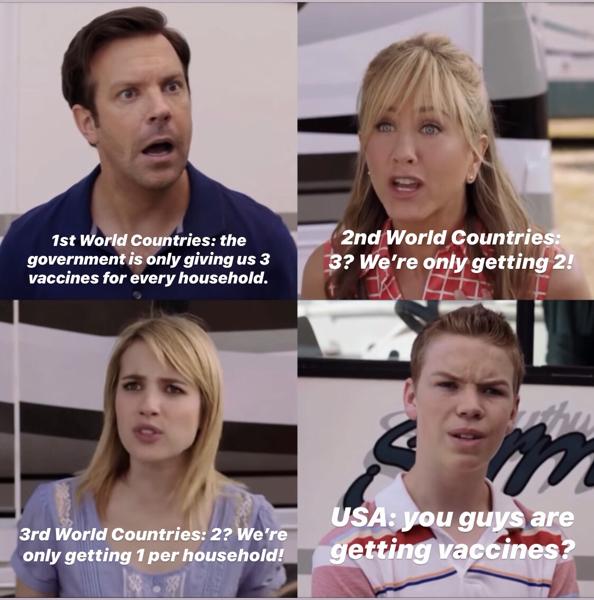 1st World Countries: the
government is only giving us 3
vaccines for every household.
2nd World Countries:
3? We're only getting 2!
3rd World Countries: 2? We're
only getting 1 per household!
USA: you guys are
getting vaccines?